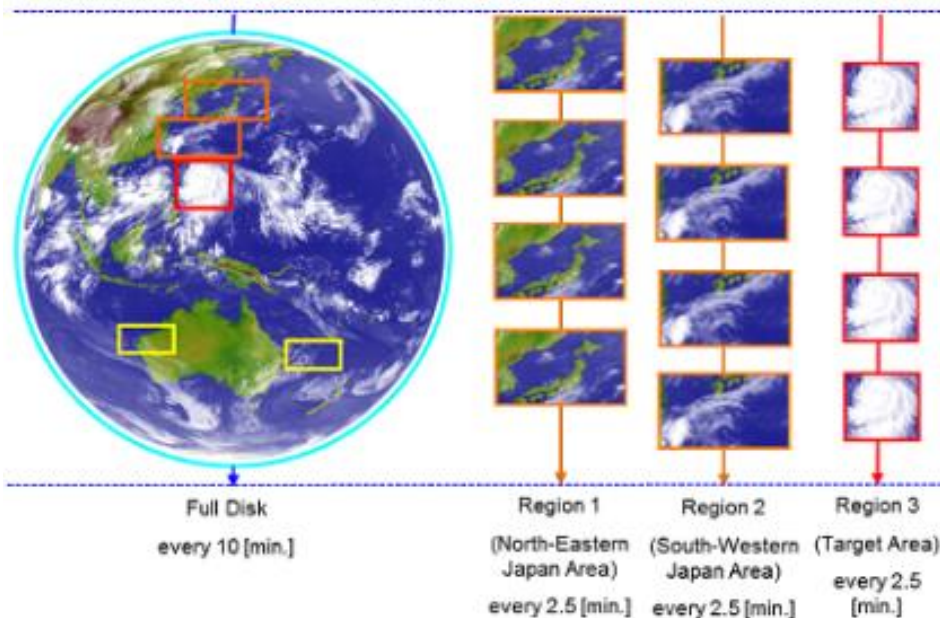 Full Disk
every 10 [min.]
Region 1
(North-Eastern
Japan Area)
every 2.5 [min.]
Region 2
(South-Western
Japan Area)
every 2.5 [min.]
Region 3
(Target Area)
every 2.5
[min.]